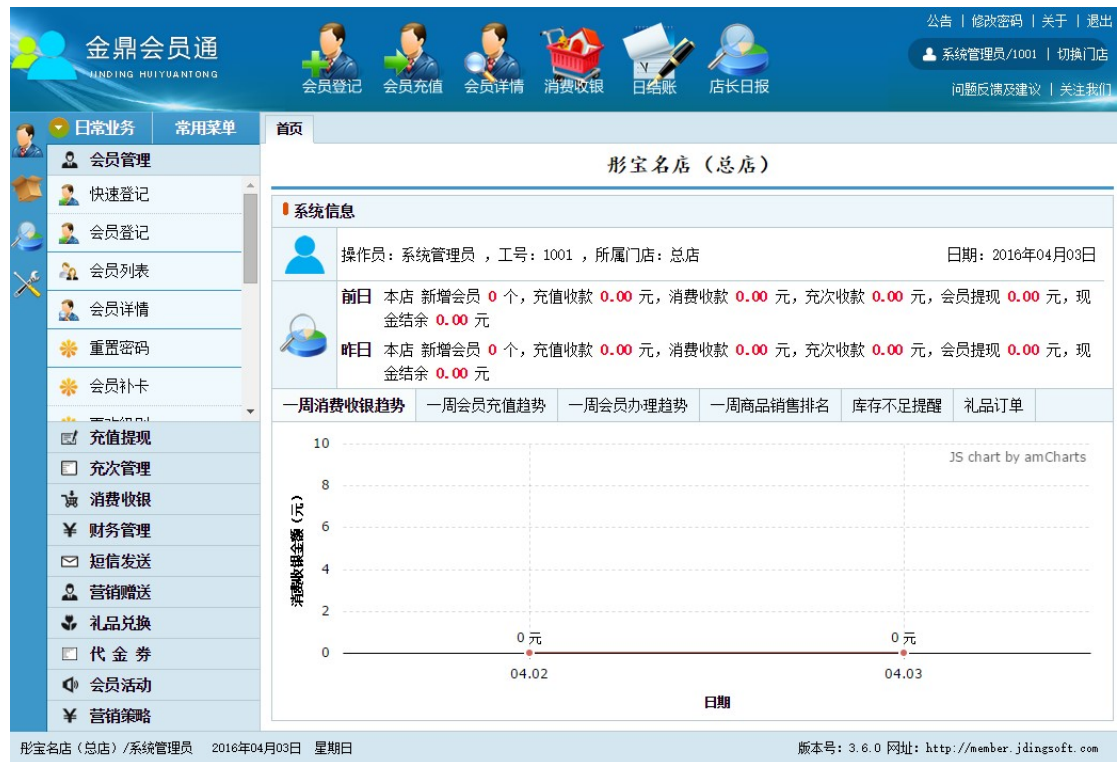 公告 | 修改密码 | 关于 | 退出
金鼎会员通
JINDING HUIYUANTONG
系统管理员/1001 | 切换门店
会员登记 会员充值 会员详情 消费收银 日结账 店长日报
问题反馈及建议 | 关注我们
日常业务 常用菜单
首页
会员管理
彤宝名店（总店）
快速登记
系统信息
会员登记
操作员：系统管理员 ，工号：1001 ，所属门店：总店 日期：2016年04月03日
会员列表
前日 本店 新增会员 0 个，充值收款 0.00 元，消费收款 0.00 元，充次收款 0.00 元，会员提现 0.00 元，现
金结余 0.00 元
会员详情
重置密码
昨日 本店 新增会员 0 个，充值收款 0.00 元，消费收款 0.00 元，充次收款 0.00 元，会员提现 0.00 元，现
金结余 0.00 元
会员补卡
一周消费收银趋势 一周会员充值趋势 一周会员办理趋势 一周商品销售排名 库存不足提醒 礼品订单
充值提现
充次管理
消费收银
财务管理
短信发送
营销赠送
礼品兑换
代 金 券
会员活动
营销策略
10
JS chart by amCharts
8
6
4
2
0
消费收银金额（元）
0 元 0 元
04.02 04.03
日期
彤宝名店（总店）/系统管理员 2016年04月03日 星期日 版本号：3.6.0 网址：http://member.jdingsoft.com